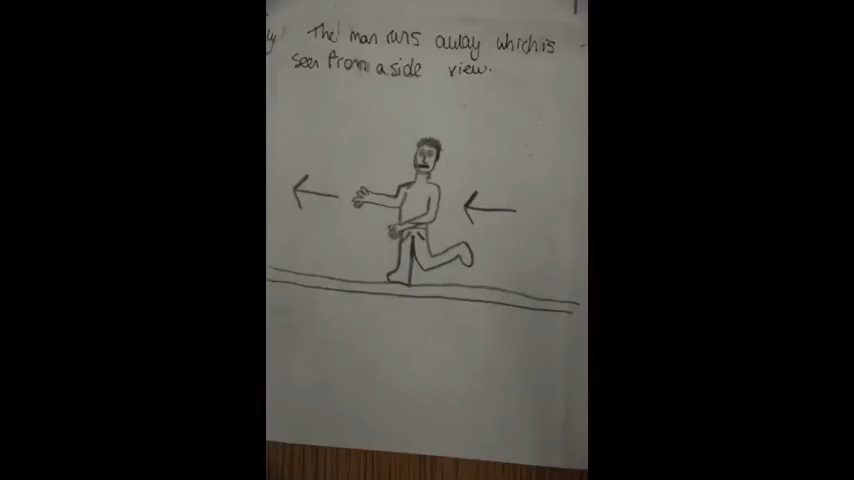 y! The man runs away which is
seen from a side view.